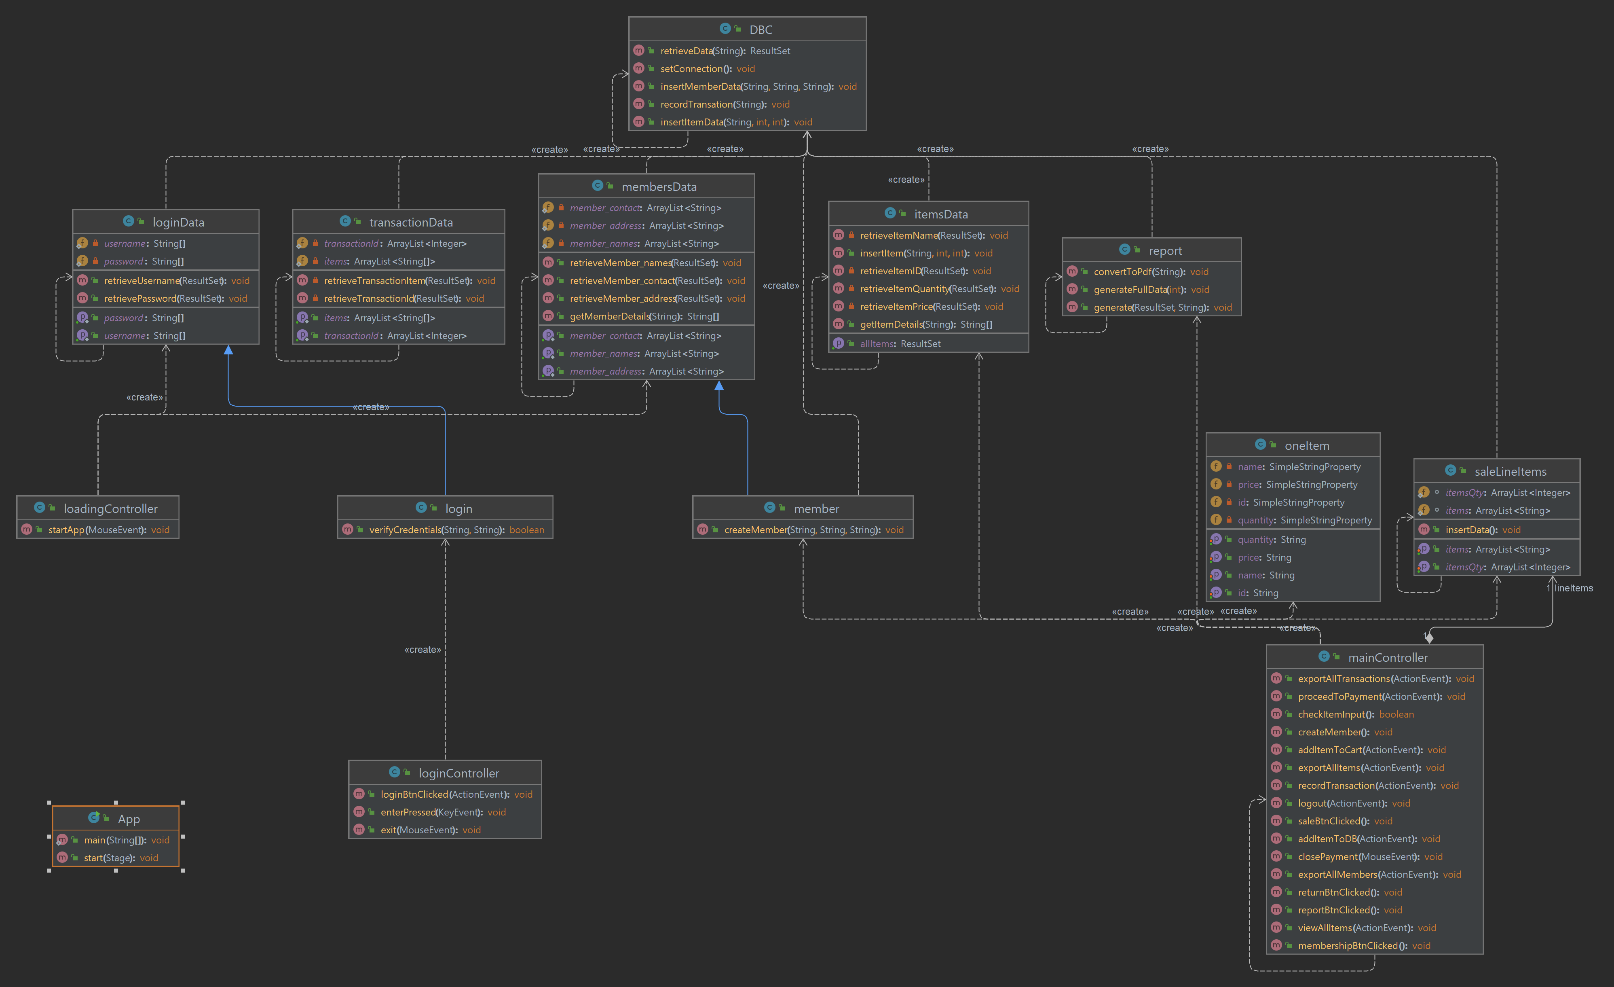 DBC
retrieveData(String): ResultSet
setConnection(): void
insertMemberData(String, String, String): void
recordTransation(String): void
insertItemData(String, int, int): void
«create»
«create»
«create»
«create»
«create»
«create»
«create»
loginData
username: String[]
password: String[]
retrieveUsername(ResultSet): void
retrievePassword(ResultSet): void
password: String[]
username: String[]
transactionData
transactionId: ArrayList<Integer>
items: ArrayList<String[]>
retrieveTransactionItem(ResultSet): void
retrieveTransactionId(ResultSet): void
items: ArrayList<String[]>
transactionId: ArrayList<Integer>
membersData
member_contact: ArrayList<String>
member_address: ArrayList<String>
member_names: ArrayList<String>
retrieveMember_names(ResultSet): void
retrieveMember_contact(ResultSet): void
retrieveMember_address(ResultSet): void
getMemberDetails(String): String[]
member_contact: ArrayList<String>
member_names: ArrayList<String>
member_address: ArrayList<String>
itemsData
retrieveItemName(ResultSet): void
insertItem(String, int, int): void
retrieveItemID(ResultSet): void
retrieveItemQuantity(ResultSet): void
retrieveItemPrice(ResultSet): void
getItemDetails(String): String[]
allItems: ResultSet
report
convertToPdf(String): void
generateFullData(int): void
generate(ResultSet, String): void
«create»
«create»
oneItem
name: SimpleStringProperty
price: SimpleStringProperty
id: SimpleStringProperty
quantity: SimpleStringProperty
quantity: String
price: String
name: String
id: String
saleLineItems
itemsQty: ArrayList<Integer>
items: ArrayList<String>
insertData(): void
items: ArrayList<String>
itemsQty: ArrayList<Integer>
1 lineItems
loadingController
startApp(MouseEvent): void
login
verifyCredentials(String, String): boolean
member
createMember(String, String, String): void
«create»
«create»
«create»
«create»
«create»
1
«create»
mainController
exportAllTransactions(ActionEvent): void
proceedToPayment(ActionEvent): void
checkItemInput(): boolean
createMember(): void
addItemToCart(ActionEvent): void
exportAllItems(ActionEvent): void
recordTransaction(ActionEvent): void
logout(ActionEvent): void
saleBtnClicked(): void
addItemToDB(ActionEvent): void
closePayment(MouseEvent): void
exportAllMembers(ActionEvent): void
returnBtnClicked(): void
reportBtnClicked(): void
viewAllItems(ActionEvent): void
membershipBtnClicked(): void
loginController
loginBtnClicked(ActionEvent): void
enterPressed(KeyEvent): void
exit(MouseEvent): void
App
main(String[]): void
start(Stage): void